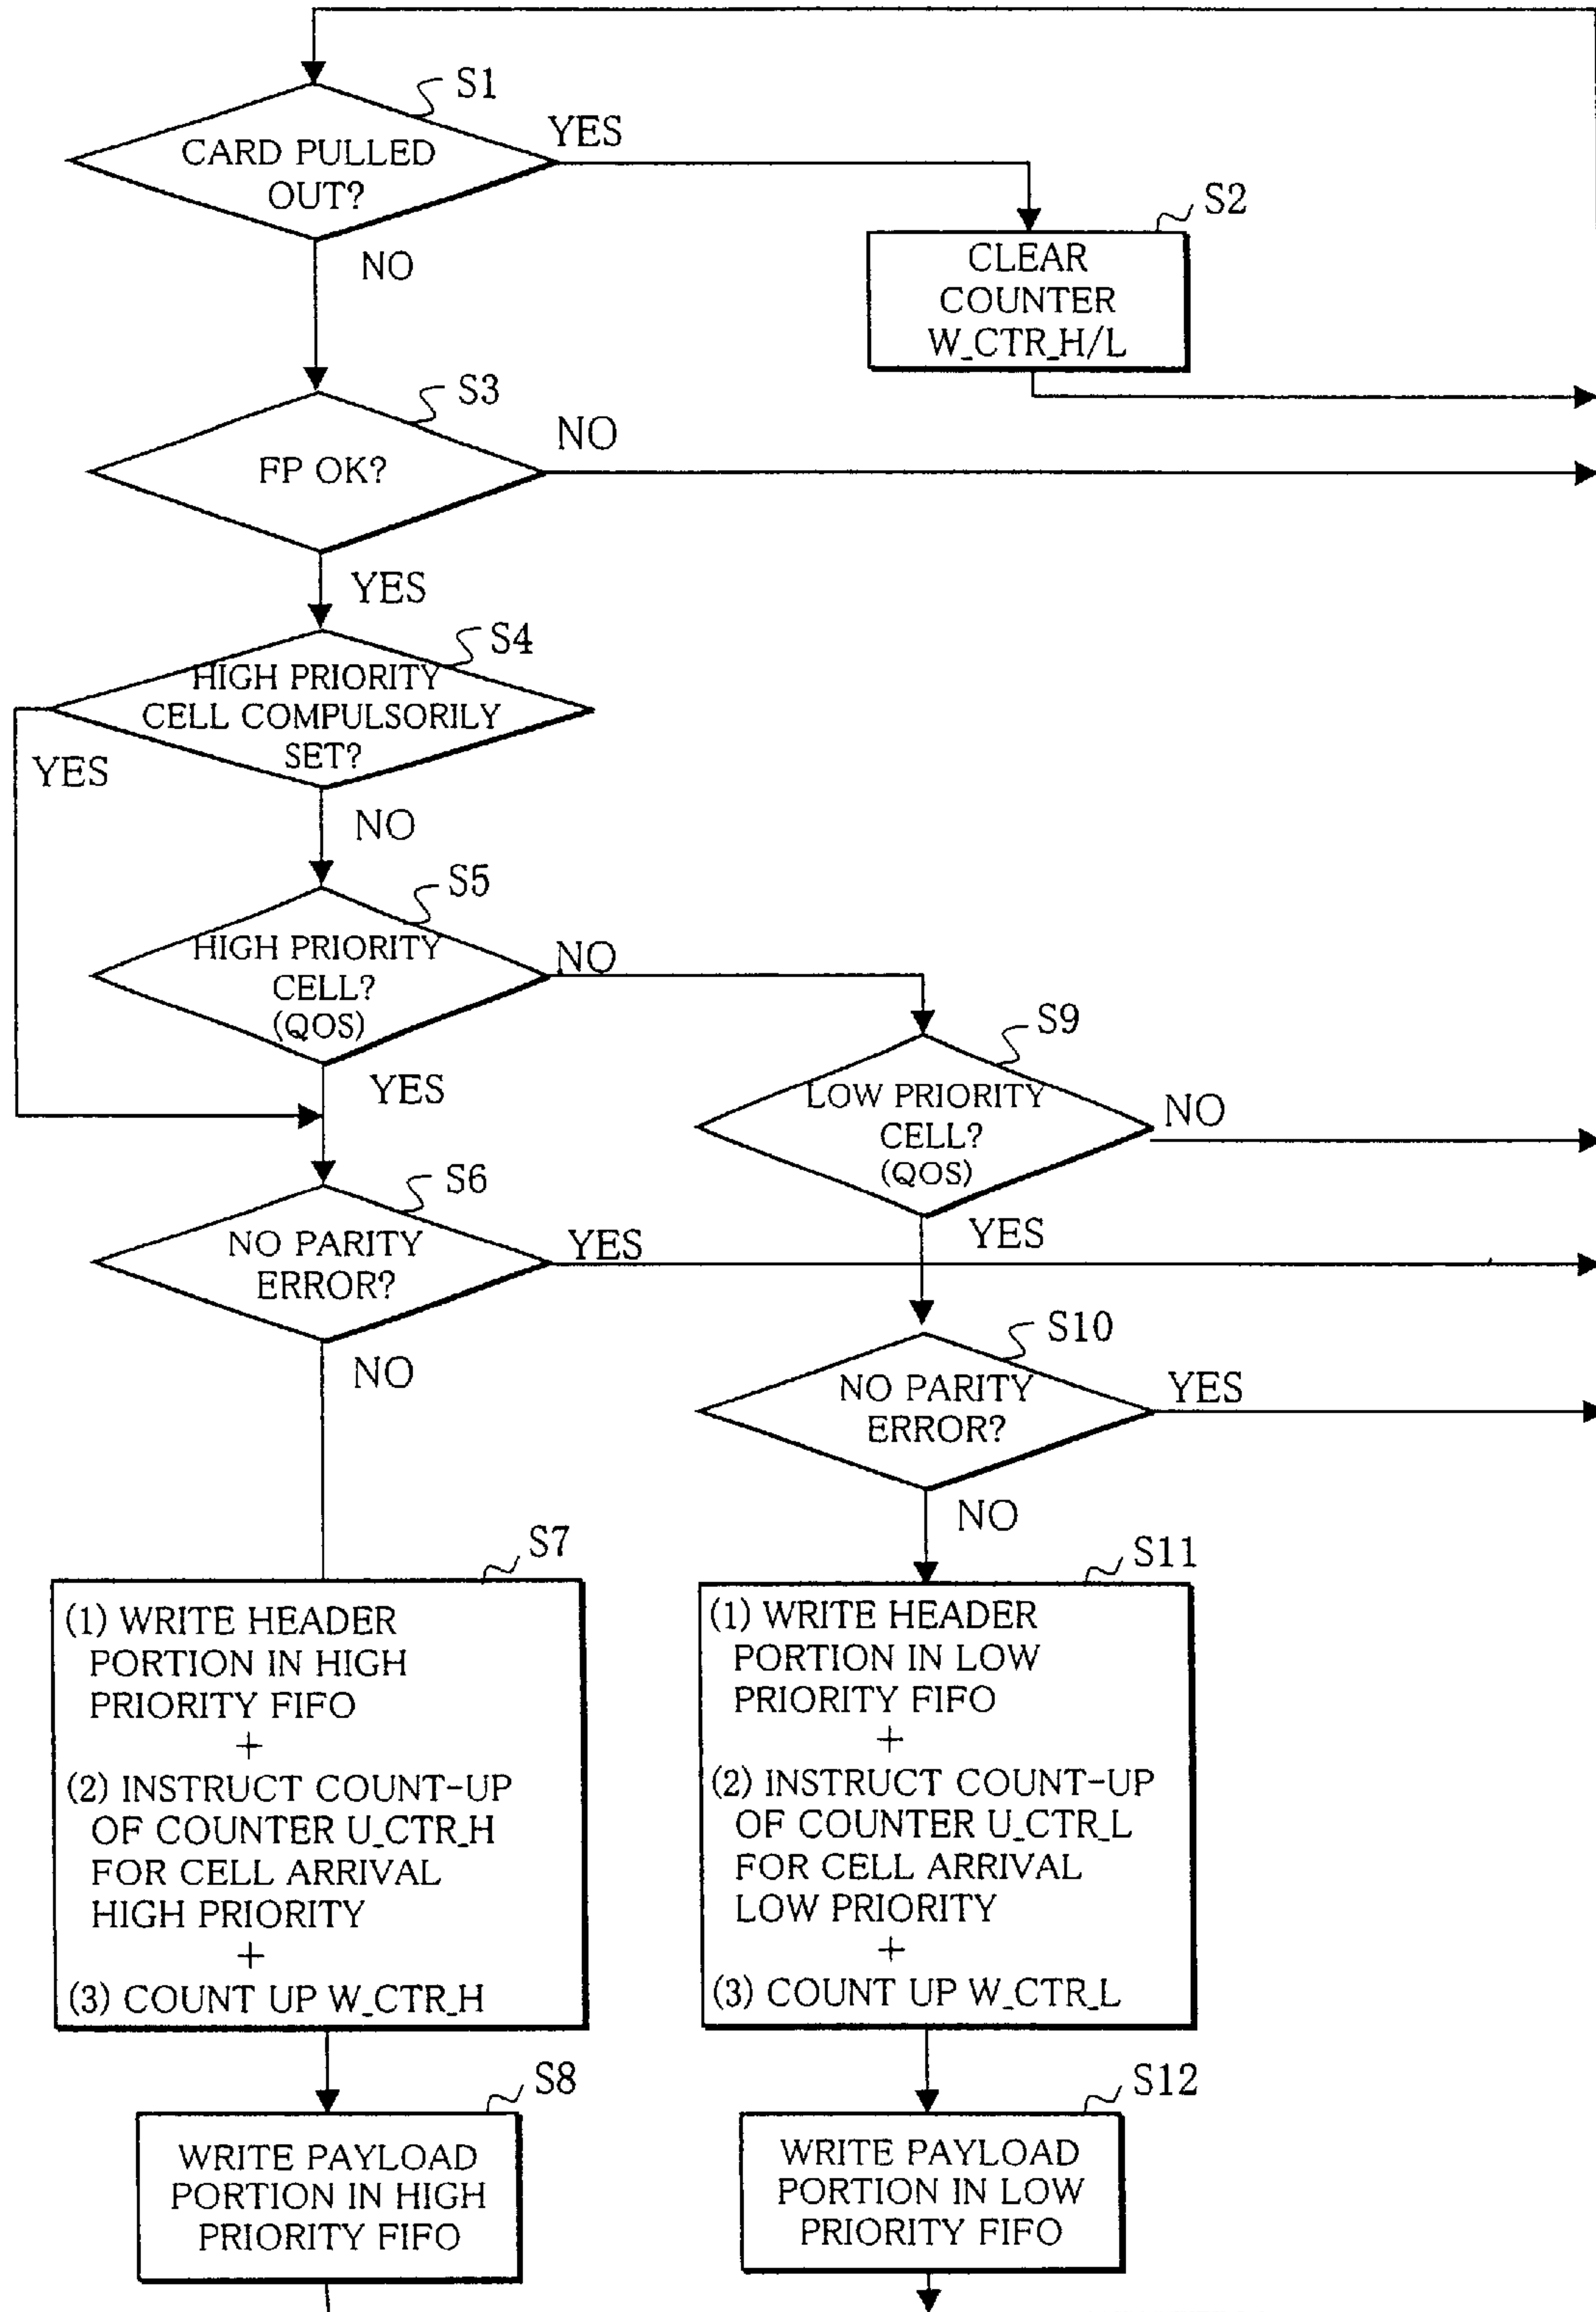 S1
CARD PULLED
OUT?
YES
NO
S2
CLEAR
COUNTER
W_CTR_H/L
S3
FP OK?
NO
YES
S4
HIGH PRIORITY
CELL COMPULSORILY
SET?
YES
NO
S5
HIGH PRIORITY
CELL?
(QOS)
NO
YES
S9
LOW PRIORITY
CELL?
(QOS)
NO
YES
S6
NO PARITY
ERROR?
YES
NO
S10
NO PARITY
ERROR?
YES
NO
S7
(1) WRITE HEADER
PORTION IN HIGH
PRIORITY FIFO
+
(2) INSTRUCT COUNT-UP
OF COUNTER U_CTR_H
FOR CELL ARRIVAL
HIGH PRIORITY
+
(3) COUNT UP W_CTR_H
S11
(1) WRITE HEADER
PORTION IN LOW
PRIORITY FIFO
+
(2) INSTRUCT COUNT-UP
OF COUNTER U_CTR_L
FOR CELL ARRIVAL
LOW PRIORITY
+
(3) COUNT UP W_CTR_L
S8
WRITE PAYLOAD
PORTION IN HIGH
PRIORITY FIFO
S12
WRITE PAYLOAD
PORTION IN LOW
PRIORITY FIFO